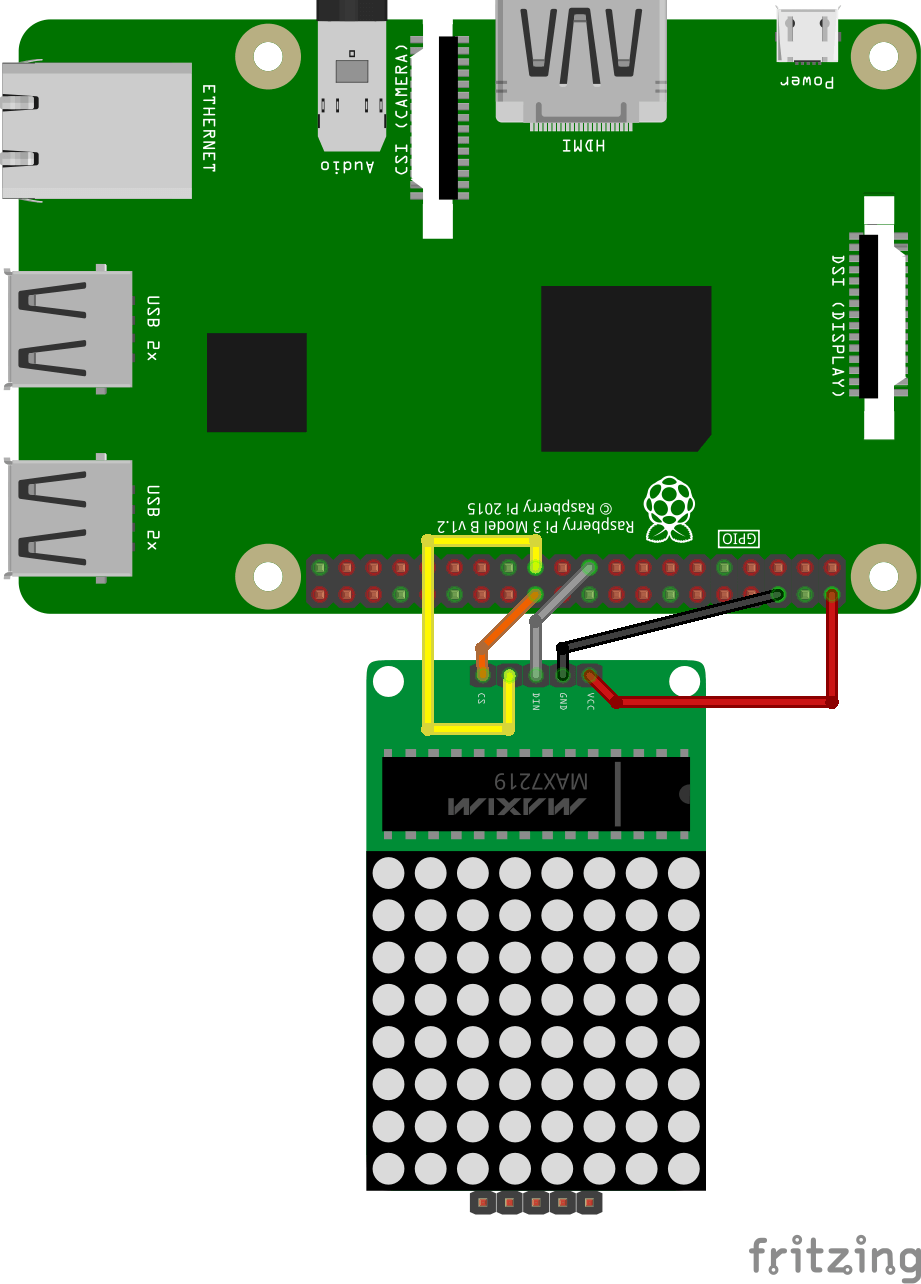 ETHERNET
Audio
CSI (CAMERA)
HDMI
Power
USB 2x
DSI (DISPLAY)
USB 2x
© Raspberry Pi 2015
Raspberry Pi 3 Model B v1.2
GPIO
CS
DIN
GND
VCC
MAX7219
MAXIM
fritzing